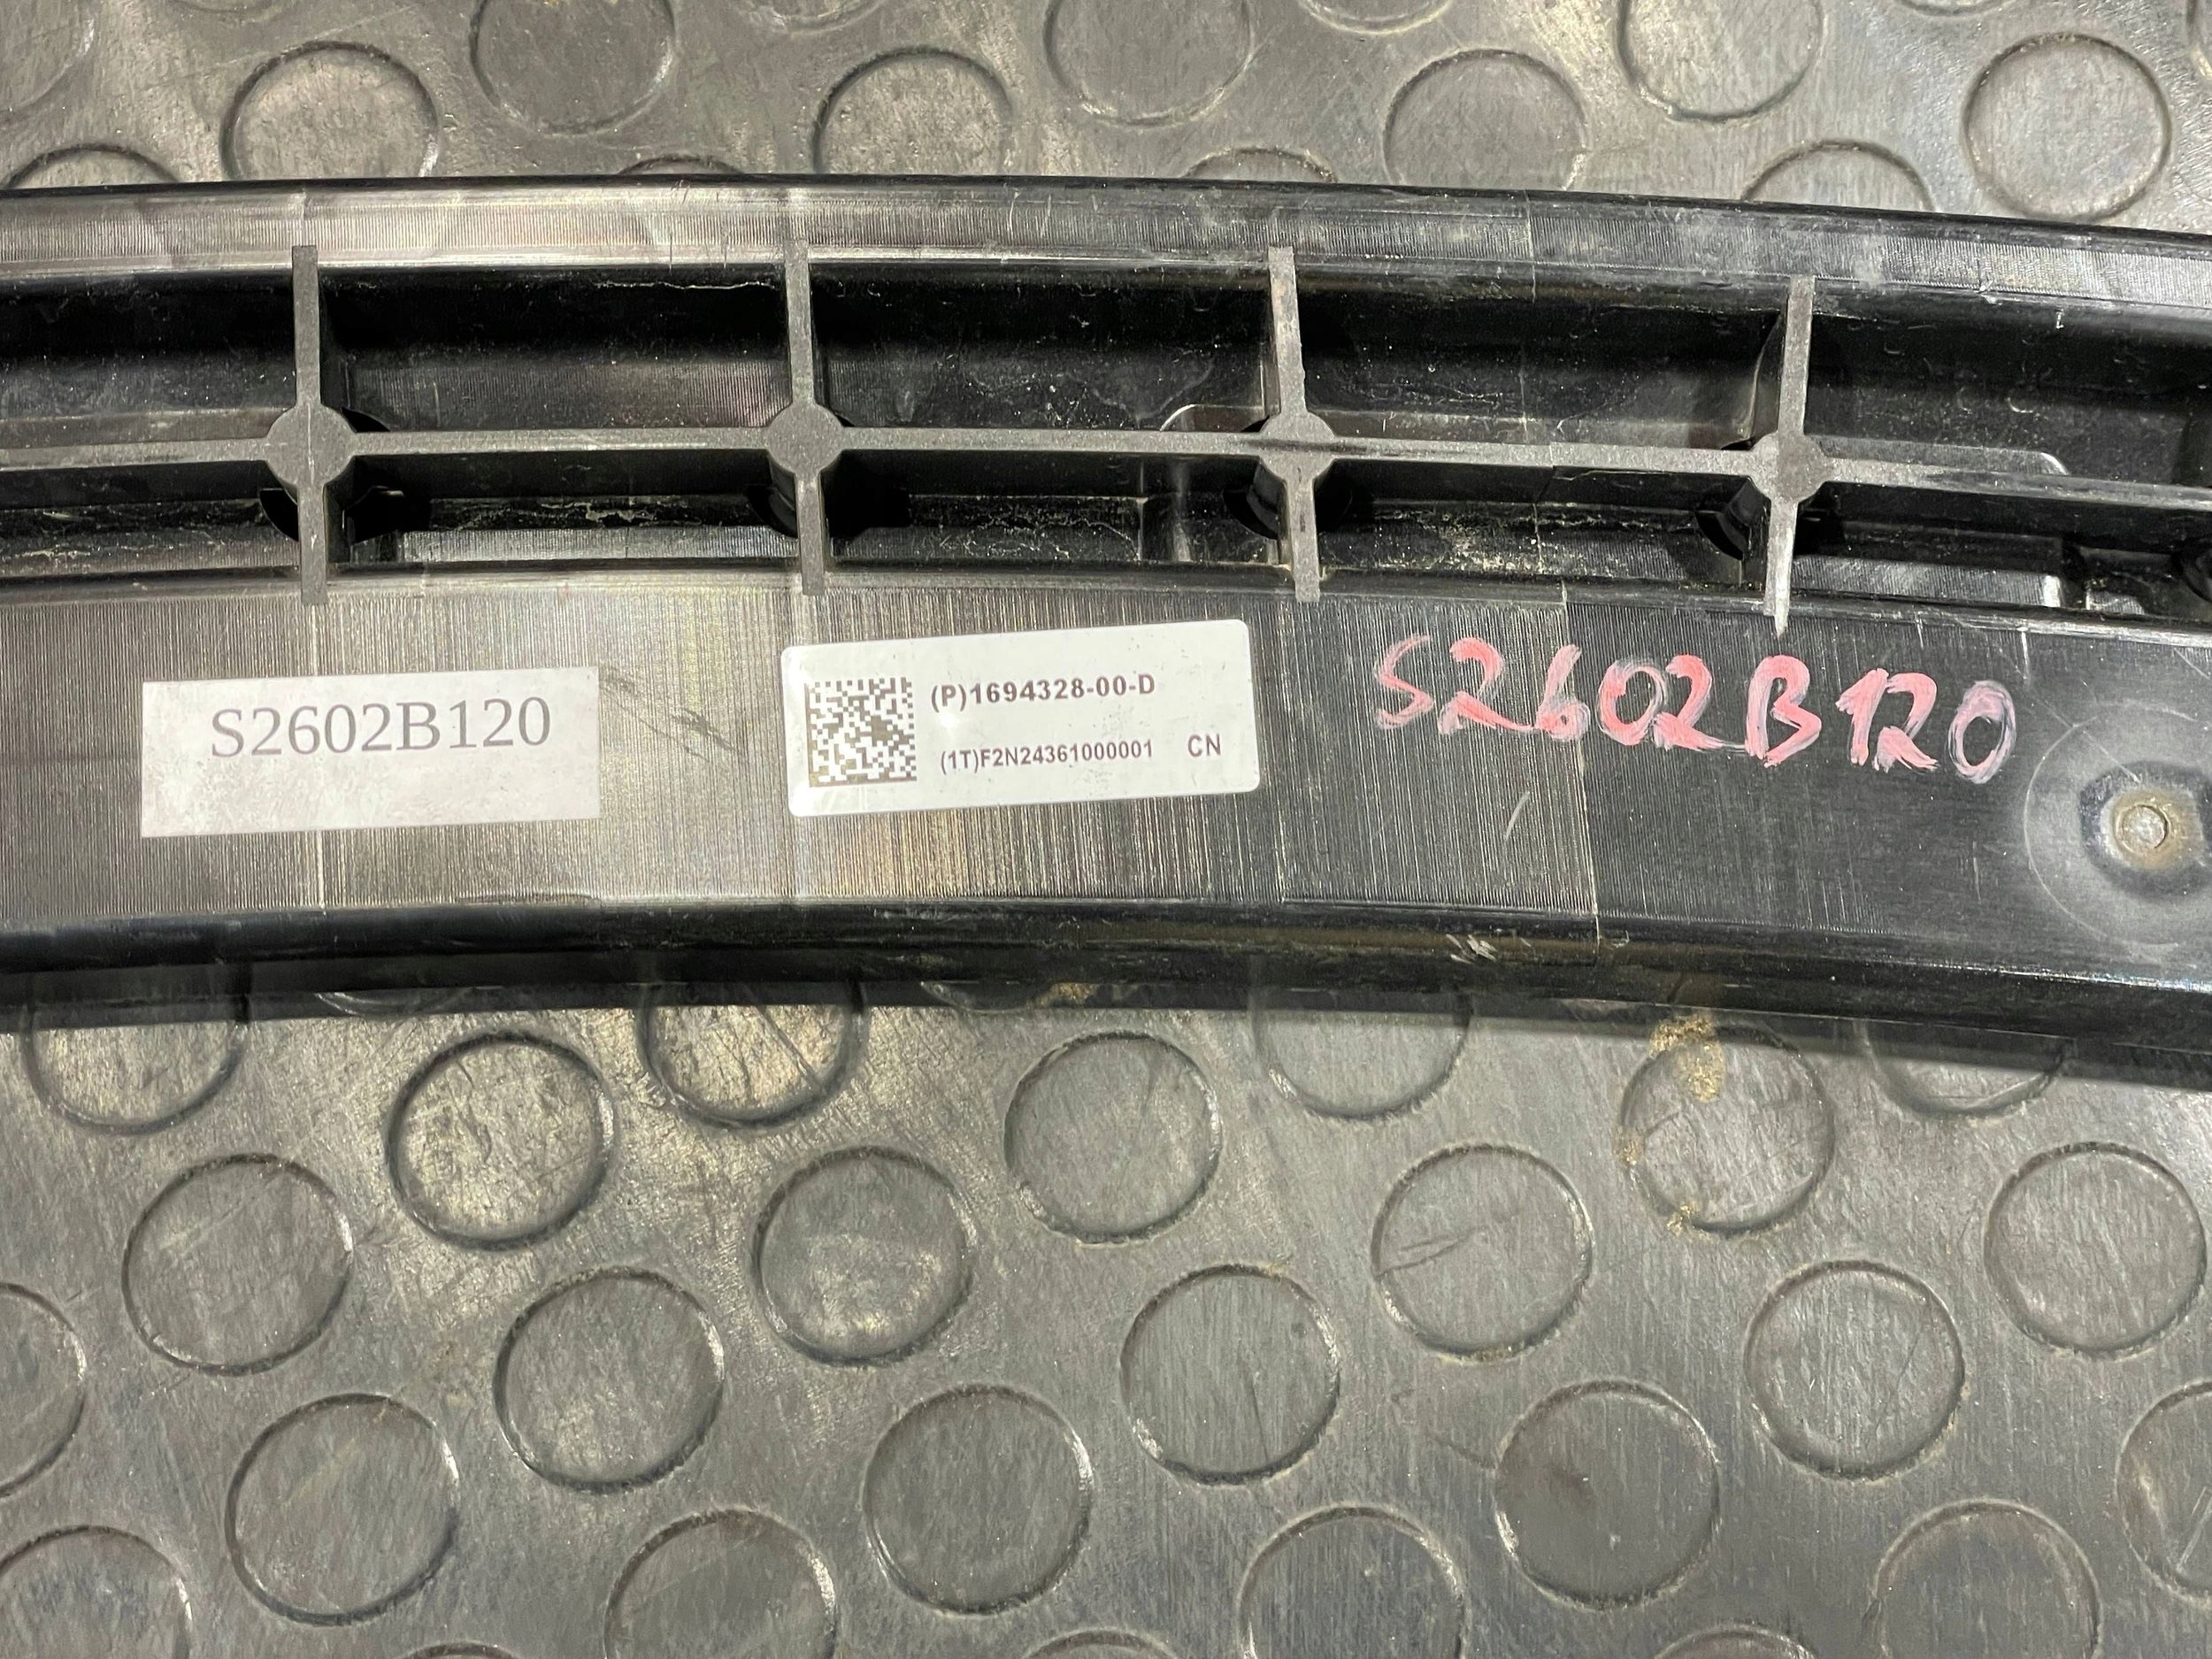 S2602B120
(P)1694328-00-D
(1T)F2N24361000001 CN
S2602B120